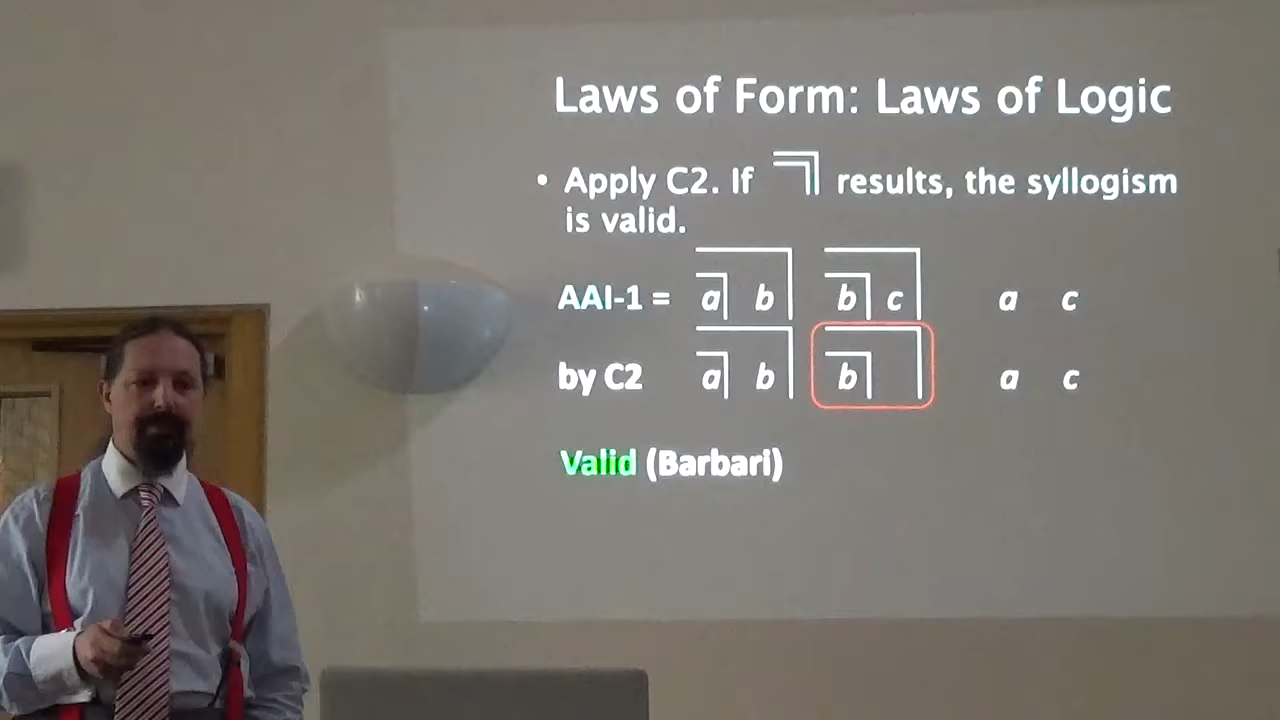 Laws of Form: Laws of Logic
• Apply C2. If results, the syllogism
is valid.
AAI-1 = a b b c a c
by C2 a b b a c
Valid (Barbari)